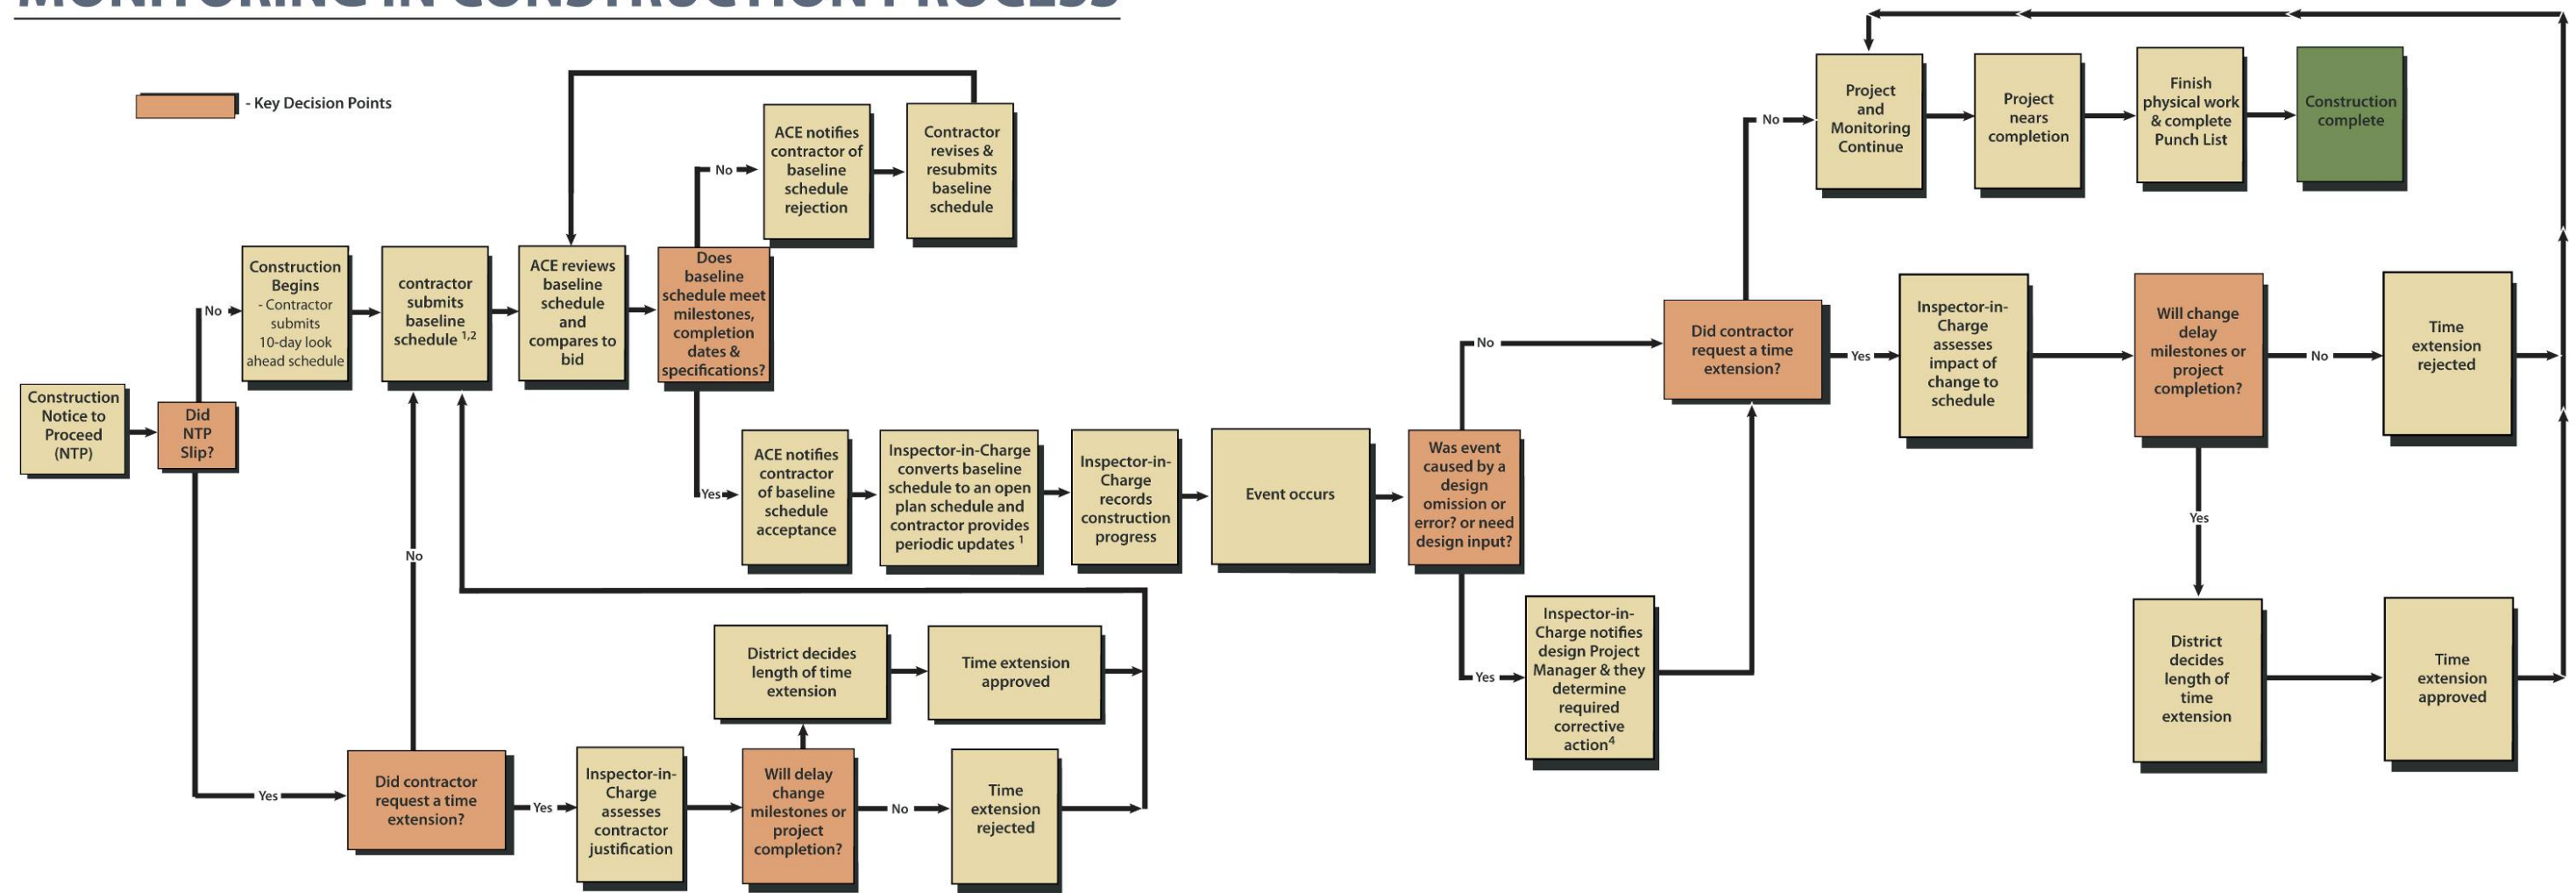 MONITORING IN CONSTRUCTION PROCESS
- Key Decision Points
Construction
Notice to
Proceed
(NTP)
Did
NTP
Slip?
No
Construction
Begins
- Contractor
submits
10-day look
ahead schedule
contractor
submits
baseline
schedule 1,2
ACE reviews
baseline
schedule
and
compares to
bid
Does
baseline
schedule meet
milestones,
completion
dates &
specifications?
No
ACE notifies
contractor of
baseline
schedule
rejection
Contractor
revises &
resubmits
baseline
schedule
Yes
ACE notifies
contractor
of baseline
schedule
acceptance
Inspector-in-Charge
converts baseline
schedule to an open
plan schedule and
contractor provides
periodic updates 1
Inspector-in-
Charge
records
construction
progress
Event occurs
Was event
caused by a
design
omission or
error? or need
design input?
Yes
Did contractor
request a time
extension?
No
Yes
Inspector-in-
Charge
assesses
contractor
justification
Will delay
change
milestones or
project
completion?
District decides
length of time
extension
Time extension
approved
No
Time
extension
rejected
No
Yes
Inspector-in-
Charge notifies
design Project
Manager & they
determine
required
corrective
action4
Did contractor
request a time
extension?
No
Project
and
Monitoring
Continue
Project
nears
completion
Finish
physical work
& complete
Punch List
Construction
complete
Yes
Inspector-in-
Charge
assesses
impact of
change to
schedule
Will change
delay
milestones or
project
completion?
No
Time
extension
rejected
Yes
District
decides
length of
time
extension
Time
extension
approved